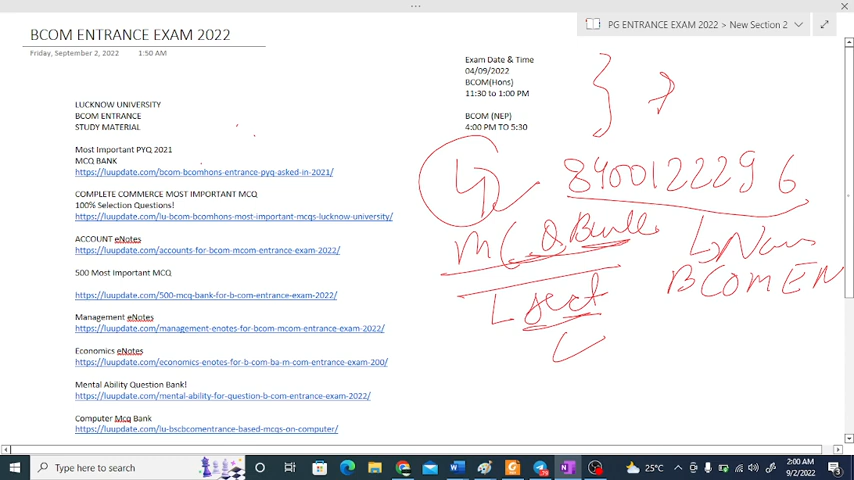 PG ENTRANCE EXAM 2022 > New Section 2
BCOM ENTRANCE EXAM 2022
Friday, September 2, 2022 1:50 AM
Exam Date & Time
04/09/2022
BCOM(Hons)
11:30 to 1:00 PM
BCOM (NEP)
4:00 PM TO 5:30
LUCKNOW UNIVERSITY
BCOM ENTRANCE
STUDY MATERIAL
Most Important PYQ 2021
MCQ BANK
https://luupdate.com/bcom-bcomhons-entrance-pyq-asked-in-2021/
COMPLETE COMMERCE MOST IMPORTANT MCQ
100% Selection Questions!
https://luupdate.com/lu-bcom-bcomhons-most-important-mcqs-lucknow-university/
ACCOUNT eNotes
https://luupdate.com/accounts-for-bcom-mcom-entrance-exam-2022/
500 Most Important MCQ
https://luupdate.com/500-mcq-bank-for-b-com-entrance-exam-2022/
Management eNotes
https://luupdate.com/management-enotes-for-bcom-mcom-entrance-exam-2022/
Economics eNotes
https://luupdate.com/economics-enotes-for-b-com-ba-m-com-entrance-exam-200/
Mental Ability Question Bank!
https://luupdate.com/mental-ability-for-question-b-com-entrance-exam-2022/
Computer Mcq Bank
https://luupdate.com/lu-bscbcomentrance-based-mcqs-on-computer/
8400122296
MCQ
BCOMEN
Type here to search
25°C
2:00 AM
9/2/2022
3